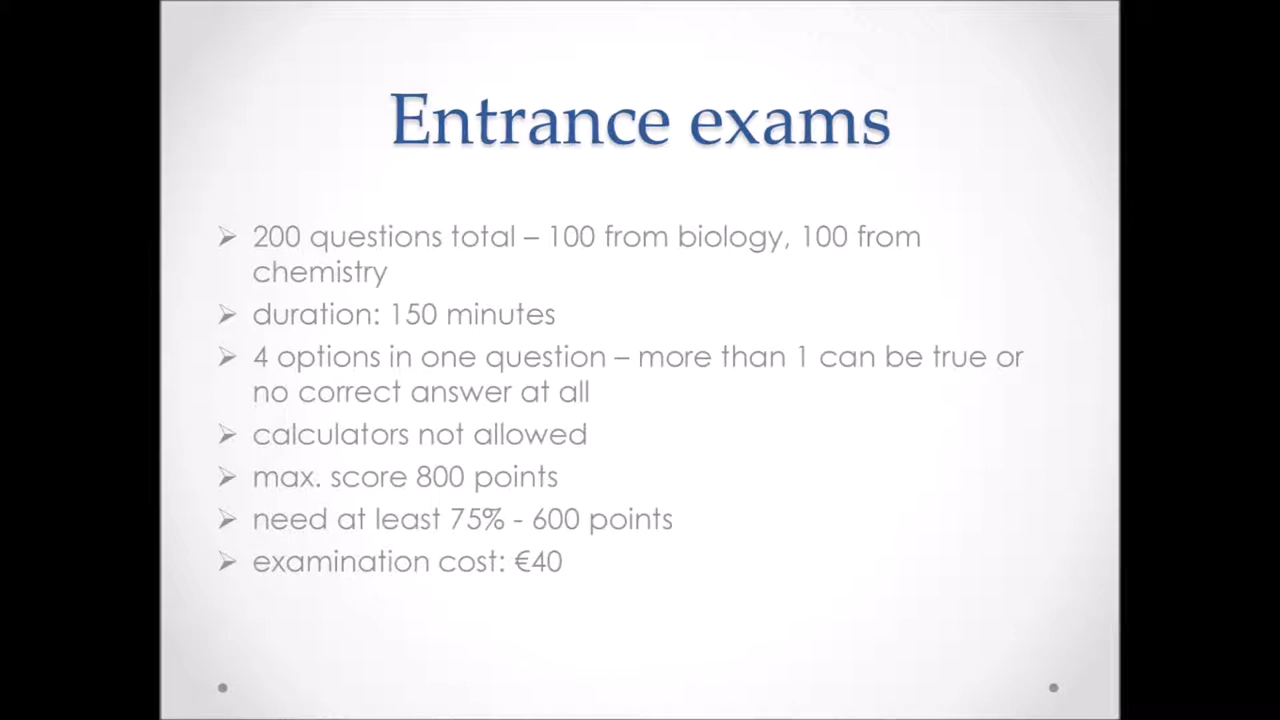 Entrance exams
200 questions total – 100 from biology, 100 from
chemistry
duration: 150 minutes
4 options in one question – more than 1 can be true or
no correct answer at all
calculators not allowed
max. score 800 points
need at least 75% - 600 points
examination cost: €40